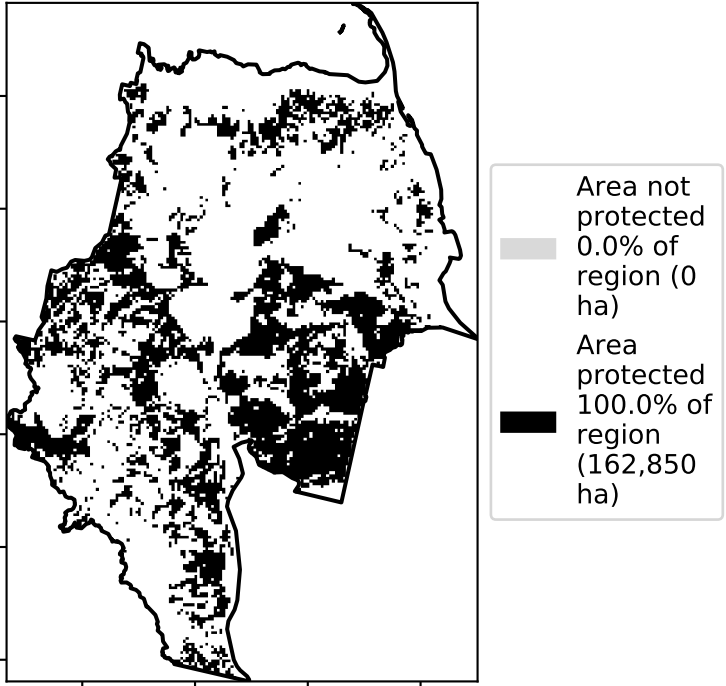 Area not
protected
0.0% of
region (0
ha)
Area
protected
100.0% of
region
(162,850
ha)